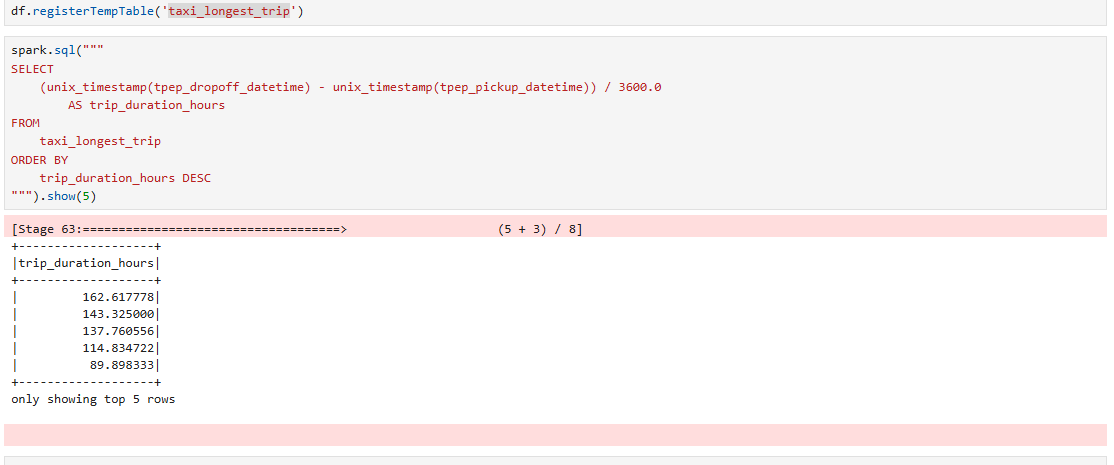 df.registerTempTable('taxi_longest_trip')
spark.sql("""
SELECT
    (unix_timestamp(tpep_dropoff_datetime) - unix_timestamp(tpep_pickup_datetime)) / 3600.0
        AS trip_duration_hours
FROM
    taxi_longest_trip
ORDER BY
    trip_duration_hours DESC
""").show(5)
[Stage 63:====================================>                     (5 + 3) / 8]
+-------------------+
|trip_duration_hours|
+-------------------+
|         162.617778|
|         143.325000|
|         137.760556|
|         114.834722|
|          89.898333|
+-------------------+
only showing top 5 rows